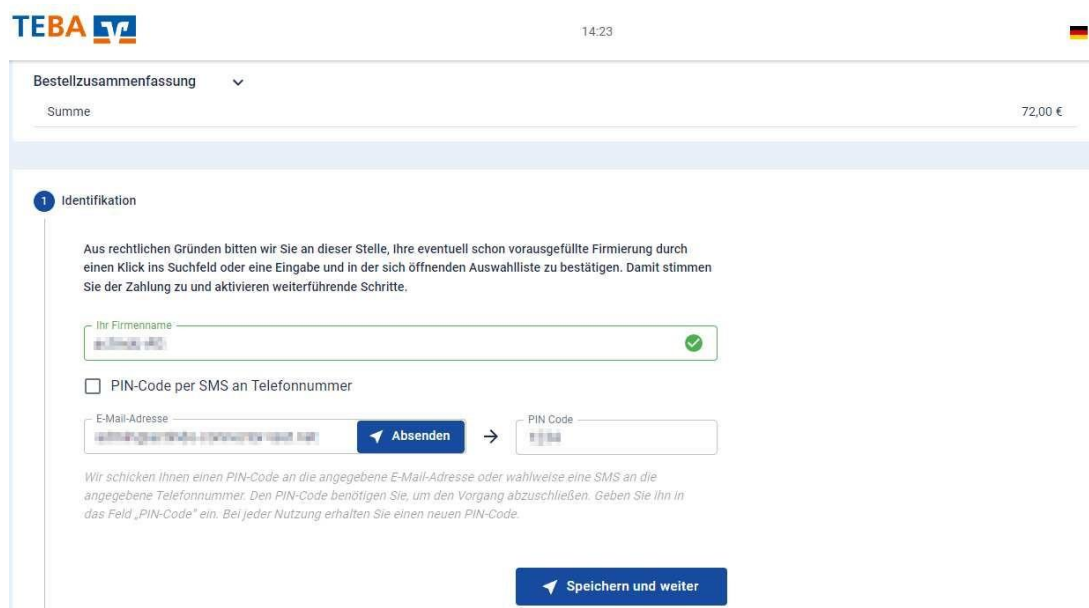 TEBA
14:23
Bestellzusammenfassung
Summe 72,00 €
1 Identifikation
Aus rechtlichen Gründen bitten wir Sie an dieser Stelle, Ihre eventuell schon vorausgefüllte Firmierung durch
einen Klick ins Suchfeld oder eine Eingabe und in der sich öffnenden Auswahlliste zu bestätigen. Damit stimmen
Sie der Zahlung zu und aktivieren weiterführende Schritte.
Ihr Firmenname
PIN-Code per SMS an Telefonnummer
E-Mail-Adresse
Absenden
PIN Code
Wir schicken Ihnen einen PIN-Code an die angegebene E-Mail-Adresse oder wahlweise eine SMS an die
angegebene Telefonnummer. Den PIN-Code benötigen Sie, um den Vorgang abzuschließen. Geben Sie ihn in
das Feld „PIN-Code" ein. Bei jeder Nutzung erhalten Sie einen neuen PIN-Code.
Speichern und weiter